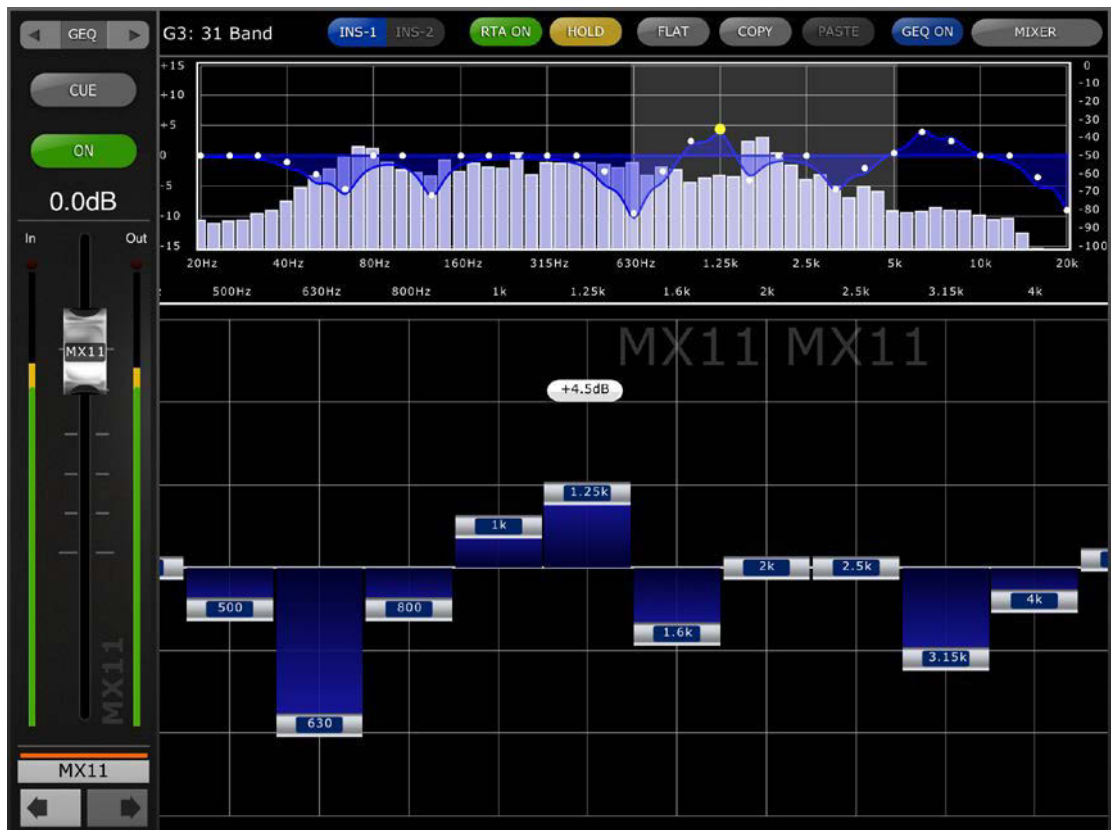 GEQ G3: 31 Band INS-1 INS-2 RTA ON HOLD FLAT COPY PASTE GEQ ON MIXER
CUE
ON
0.0dB
In Out
MX11
MX11
MX11
+15 0
+10 -10
-20
+5 -30
-40
0 -50
-60
-5 -70
-10 -80
-90
-15 -100
20Hz 40Hz 80Hz 160Hz 315Hz 630Hz 1.25k 2.5k 5k 10k 20k
500Hz 630Hz 800Hz 1k 1.25k 1.6k 2k 2.5k 3.15k 4k
MX11 MX11
+4.5dB
1.25k
1k
2k 2.5k
500 800 4k
1.6k
3.15k
630